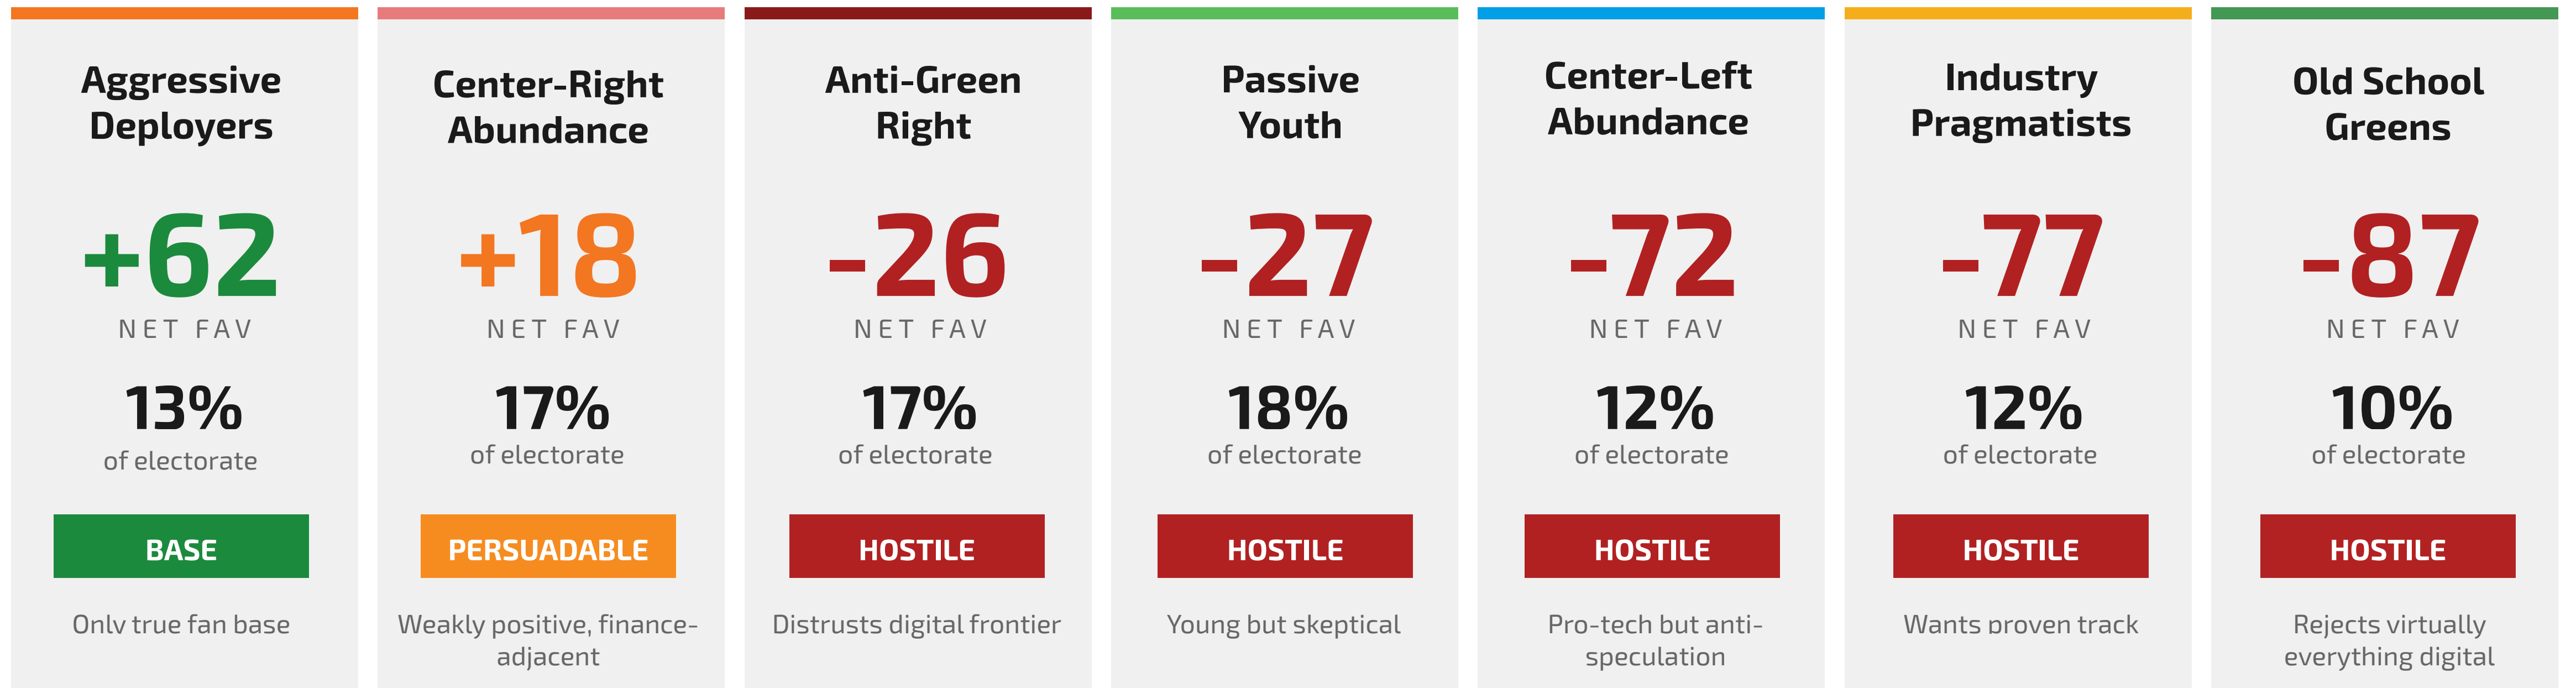 Aggressive
Deployers
+62
NET FAV
13%
of electorate
BASE
Only true fan base
Center-Right
Abundance
+18
NET FAV
17%
of electorate
PERSUADABLE
Weakly positive, finance-
adjacent
Anti-Green
Right
-26
NET FAV
17%
of electorate
HOSTILE
Distrusts digital frontier
Passive
Youth
-27
NET FAV
18%
of electorate
HOSTILE
Young but skeptical
Center-Left
Abundance
-72
NET FAV
12%
of electorate
HOSTILE
Pro-tech but anti-
speculation
Industry
Pragmatists
-77
NET FAV
12%
of electorate
HOSTILE
Wants proven track
Old School
Greens
-87
NET FAV
10%
of electorate
HOSTILE
Rejects virtually
everything digital